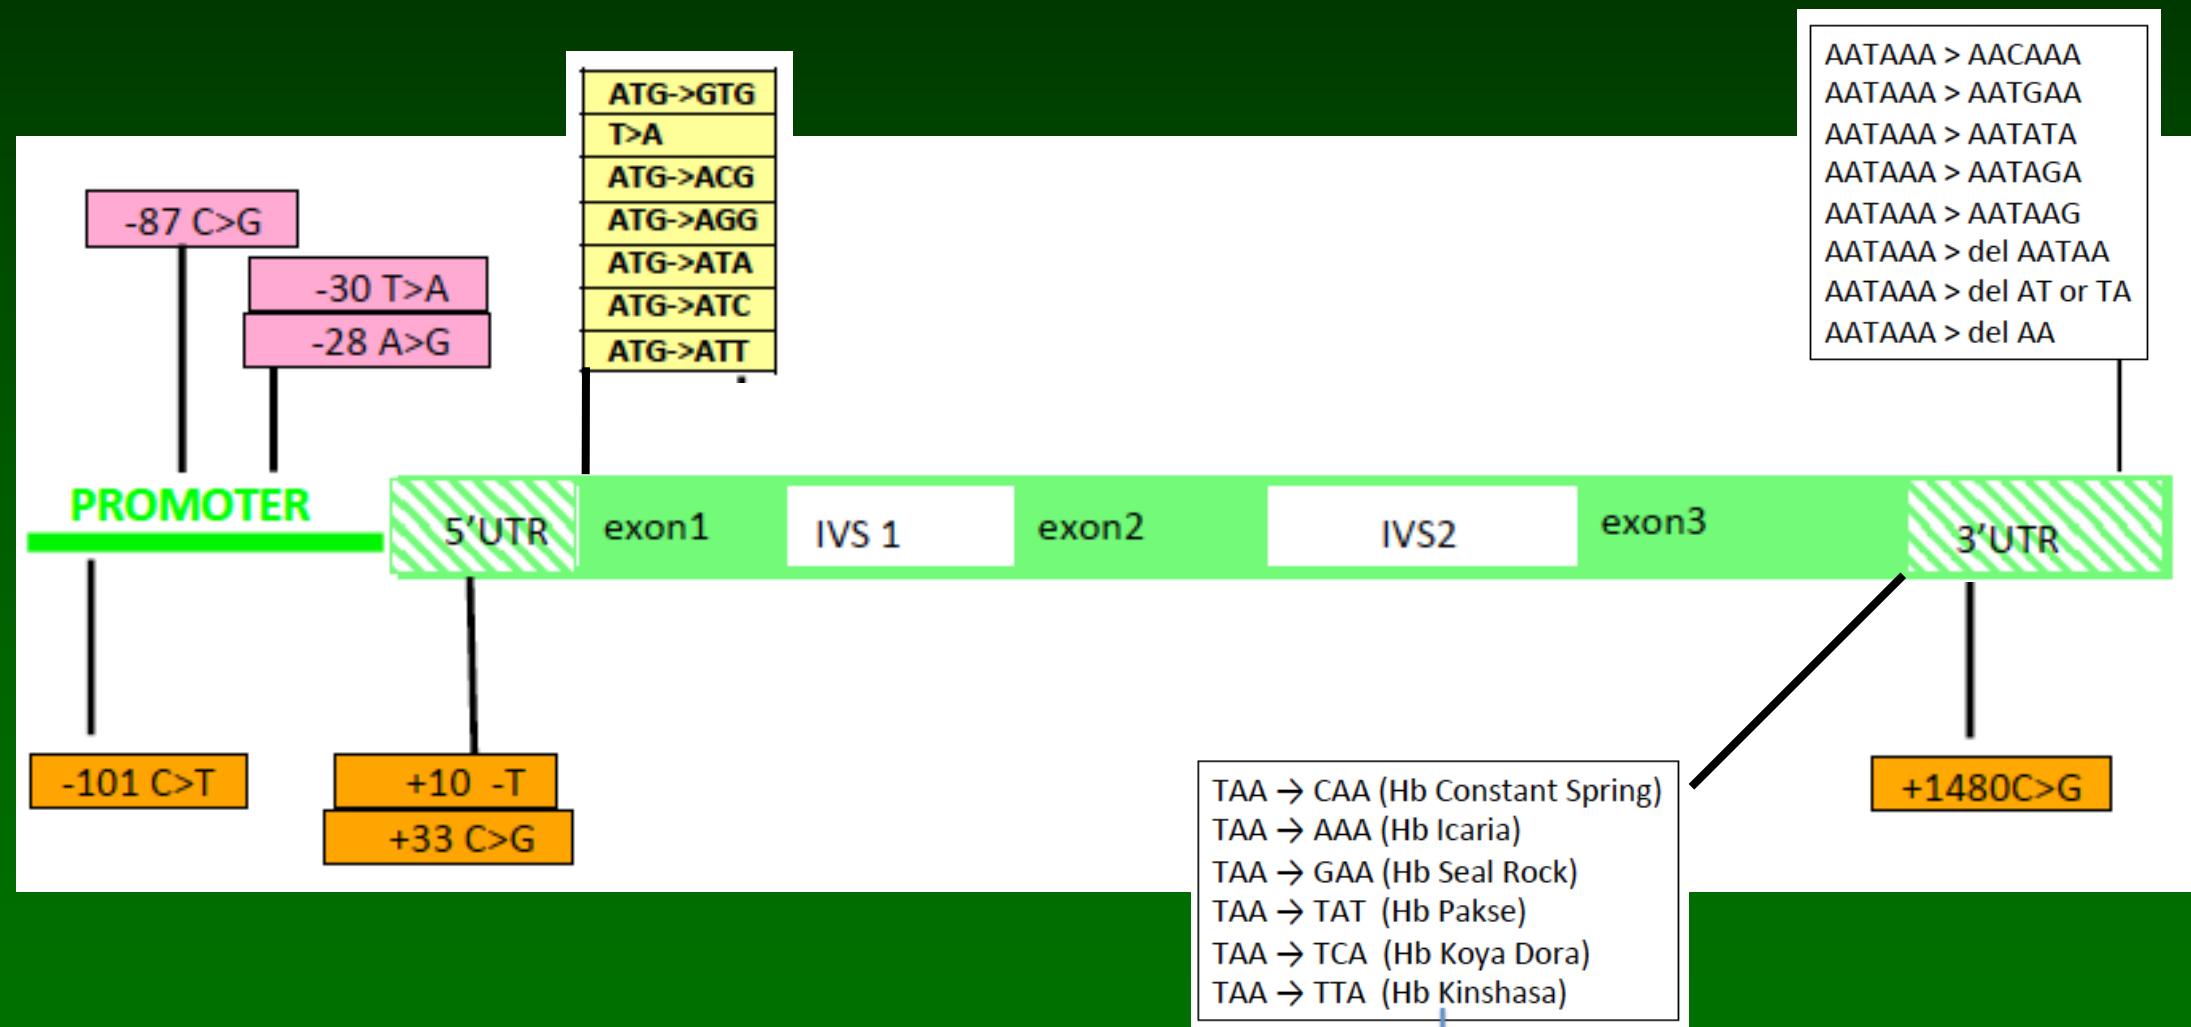 AATAAA > AACAAA
AATAAA > AATGAA
AATAAA > AATATA
AATAAA > AATAGA
AATAAA > AATAAG
AATAAA > del AATAA
AATAAA > del AT or TA
AATAAA > del AA
ATG->GTG
T>A
ATG->ACG
ATG->AGG
ATG->ATA
ATG->ATC
ATG->ATT
-87 C>G
-30 T>A
-28 A>G
PROMOTER
5'UTR
exon1
IVS 1
exon2
IVS2
exon3
3'UTR
-101 C>T
+10 -T
+33 C>G
TAA → CAA (Hb Constant Spring)
TAA → AAA (Hb Icaria)
TAA → GAA (Hb Seal Rock)
TAA → TAT (Hb Pakse)
TAA → TCA (Hb Koya Dora)
TAA → TTA (Hb Kinshasa)
+1480C>G